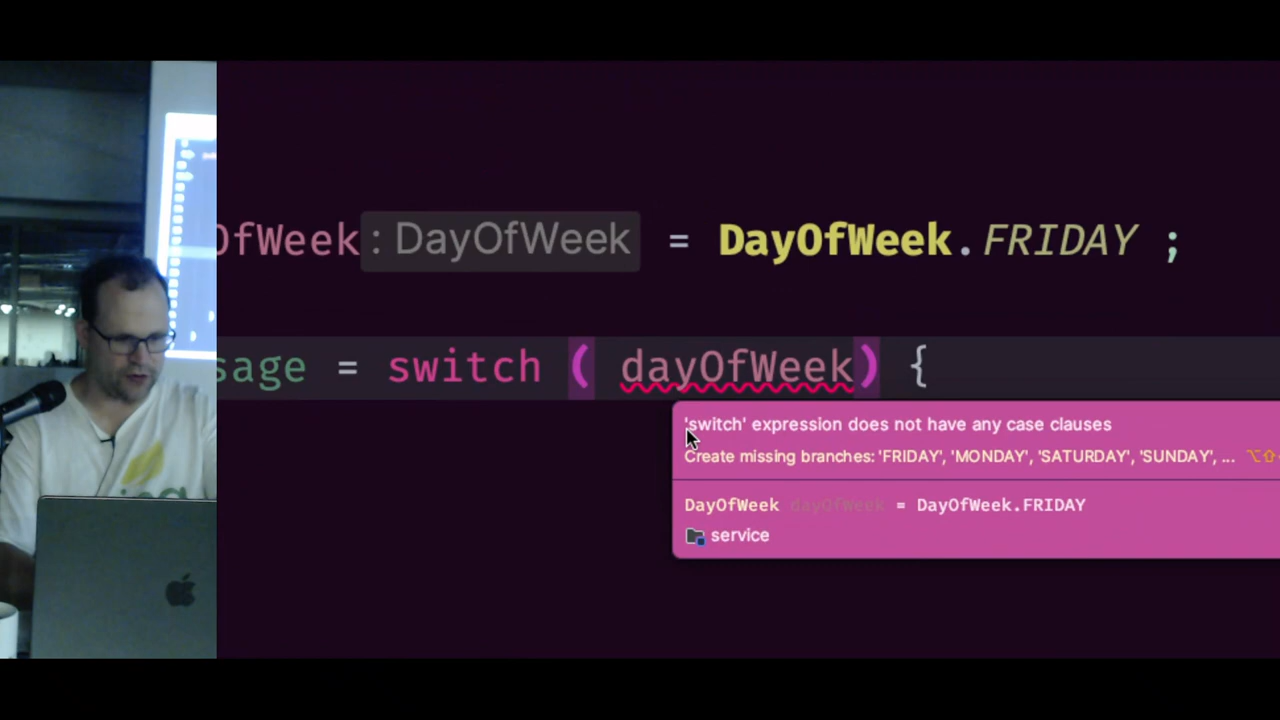 OfWeek : DayOfWeek = DayOfWeek.FRIDAY ;
sage = switch ( dayOfWeek) {
'switch' expression does not have any case clauses
Create missing branches: 'FRIDAY', 'MONDAY', 'SATURDAY', 'SUNDAY', ... ⌥⇧
DayOfWeek dayOfWeek = DayOfWeek.FRIDAY
service